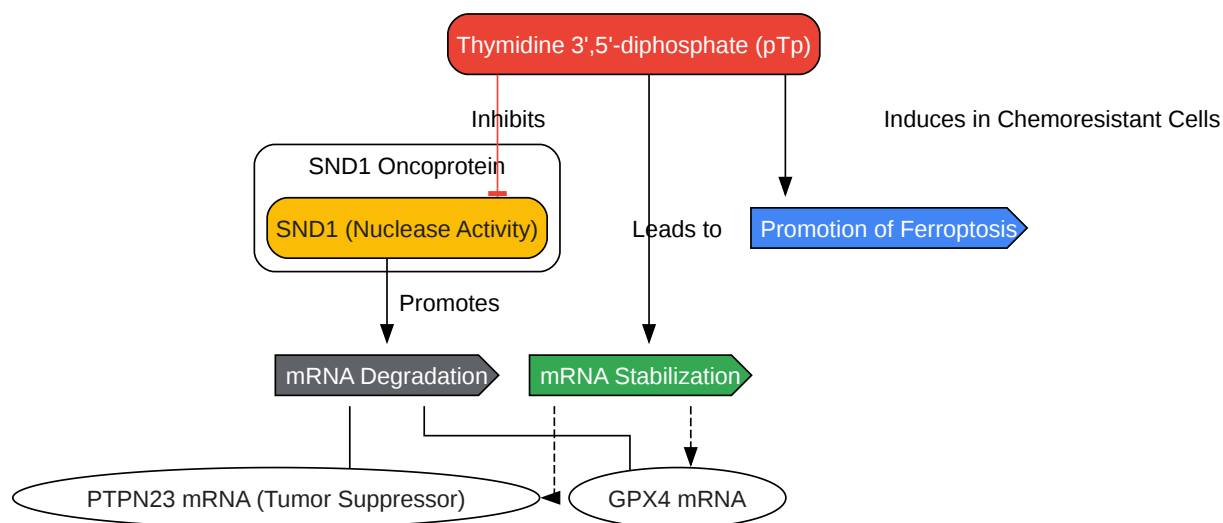 Thymidine 3',5'-diphosphate (pTp)
Inhibits
Induces in Chemoresistant Cells
SND1 Oncoprotein
SND1 (Nuclease Activity)
Leads to
Promotion of Ferroptosis
Promotes
mRNA Degradation
mRNA Stabilization
PTPN23 mRNA (Tumor Suppressor)
GPX4 mRNA